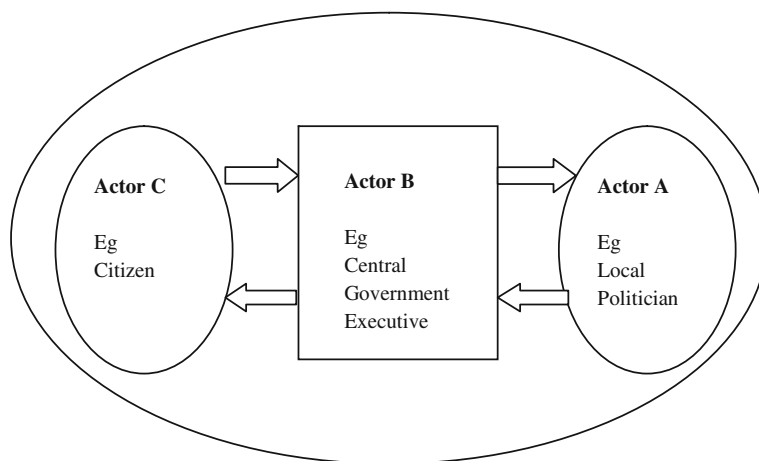 Actor C
Eg
Citizen
Actor B
Eg
Central
Government
Executive
Actor A
Eg
Local
Politician